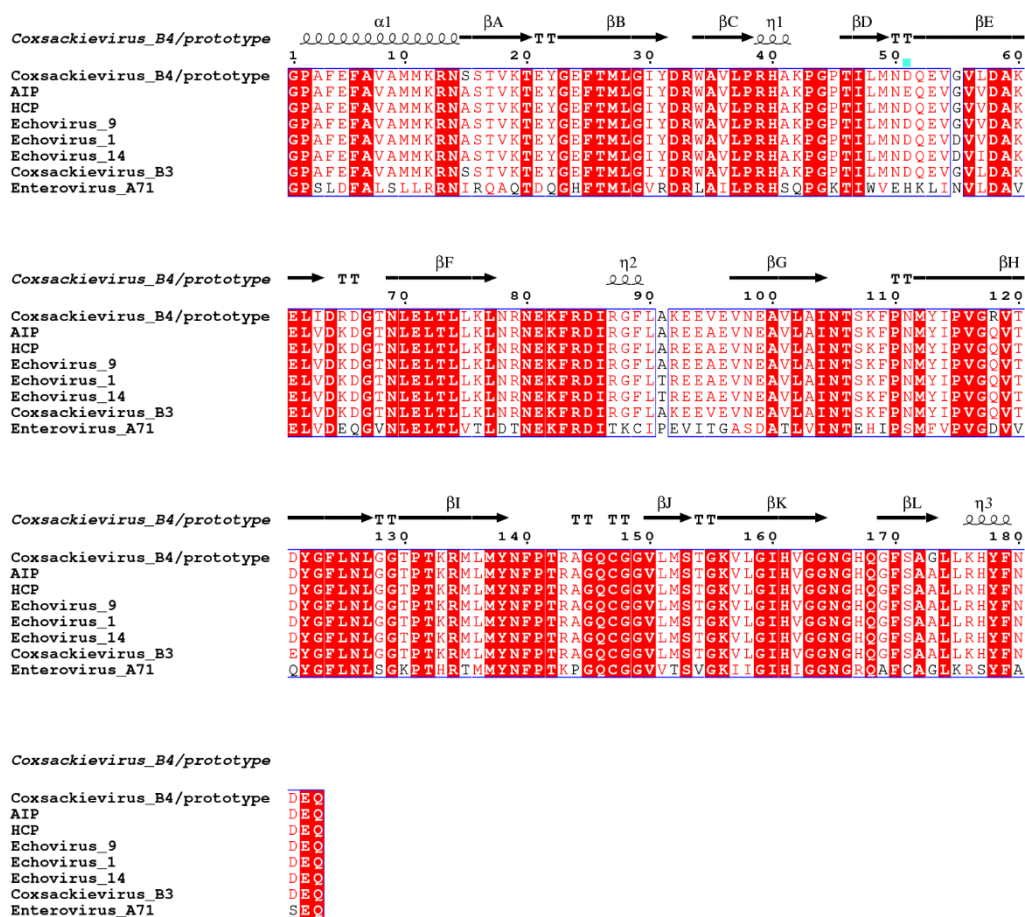 Coxsackievirus_B4/prototype α1 βA TT βB βC η1 βD TT βE
1 10 20 30 40 50 60
Coxsackievirus_B4/prototype GPAFEFAVAMMKRNSSTVKTEYGEFTMLGIYDRWAVLPRHAKPGPTILMNDQEVGVLDAK
AIP GPAFEFAVAMMKRNASTVKTEYGEFTMLGIYDRWAVLPRHAKPGPTILMNEQEVGVVDAK
HCP GPAFEFAVAMMKRNASTVKTEYGEFTMLGIYDRWAVLPRHAKPGPTILMNDQEVGVVDAK
Echovirus_9 GPAFEFAVAMMKRNASTVKTEYGEFTMLGIYDRWAVLPRHAKPGPTILMNDQEVGVLDAK
Echovirus_1 GPAFEFAVAMMKRNASTVKTEYGEFTMLGIYDRWAVLPRHAKPGPTILMNDQEVDVVDAK
Echovirus_14 GPAFEFAVAMMKRNASTVKTEYGEFTMLGIYDRWAVLPRHAKPGPTILMNDQEVDVIDAK
Coxsackievirus_B3 GPAFEFAVAMMKRNSSTVKTEYGEFTMLGIYDRWAVLPRHAKPGPTILMNDQEVGVLDAK
Enterovirus_A71 GPSLDFALSLLRRNIRQAQTDQGHFTMLGVRDRLAILPRHSQPGKTIWVEHKLINVLDAV
Coxsackievirus_B4/prototype TT βF η2 βG TT βH
70 80 90 100 110 120
Coxsackievirus_B4/prototype ELIDRDGTNLELTLLKLNRNEKFRDIRGFLAKEEVEVNEAVLAINTSKFPNMYIPVGRVT
AIP ELVDKDGTNLELTLLKLNRNEKFRDIRGFLAREEAEVNEAVLAINTSKFPNMYIPVGQVT
HCP ELVDKDGTNLELTLLKLNRNEKFRDIRGFLAREEAEVNEAVLAINTSKFPNMYIPVGQVT
Echovirus_9 ELVDKDGTNLELTLLKLNRNEKFRDIRGFLAREEAEVNEAVLAINTSKFPNMYIPVGQVT
Echovirus_1 ELVDKDGTNLELTLLKLNRNEKFRDIRGFLTREEAEVNEAVLAINTSKFPNMYIPVGQVT
Echovirus_14 ELVDKDGTNLELTLLKLNRNEKFRDIRGFLTREEAEVNEAVLAINTSKFPNMYIPVGQVT
Coxsackievirus_B3 ELVDKDGTNLELTLLKLNRNEKFRDIRGFLAKEEVEVNEAVLAINTSKFPNMYIPVGQVT
Enterovirus_A71 ELVDEQGVNLELTLVTLDTNEKFRDITKCIPEVITGASDATLVINTEHIPSMFVPVGDVV
Coxsackievirus_B4/prototype TT βI TT TT βJ TT βK βL η3
130 140 150 160 170 180
Coxsackievirus_B4/prototype DYGFLNLGGTPTKRMLMYNFPTRAGQCGGVLMSTGKVLGIHVGGNGHQGFSAGLLKHYFN
AIP DYGFLNLGGTPTKRMLMYNFPTRAGQCGGVLMSTGKVLGIHVGGNGHQGFSAALLRHYFN
HCP DYGFLNLGGTPTKRMLMYNFPTRAGQCGGVLMSTGKVLGIHVGGNGHQGFSAALLRHYFN
Echovirus_9 DYGFLNLGGTPTKRMLMYNFPTRAGQCGGVLMSTGKVLGIHVGGNGHQGFSAALLRHYFN
Echovirus_1 DYGFLNLGGTPTKRMLMYNFPTRAGQCGGVLMSTGKVLGIHVGGNGHQGFSAALLRHYFN
Echovirus_14 DYGFLNLGGTPTKRMLMYNFPTRAGQCGGVLMSTGKVLGIHVGGNGHQGFSAALLRHYFN
Coxsackievirus_B3 EYGFLNLGGTPTKRMLMYNFPTRAGQCGGVLMSTGKVLGIHVGGNGHQGFSAALLKHYFN
Enterovirus_A71 QYGFLNLSGKPTHRTMMYNFPTKPGQCGGVVTSVGKIIGIHIGGNGRQAFCAGLKRSYFA
Coxsackievirus_B4/prototype
Coxsackievirus_B4/prototype DEQ
AIP DEQ
HCP DEQ
Echovirus_9 DEQ
Echovirus_1 DEQ
Echovirus_14 DEQ
Coxsackievirus_B3 DEQ
Enterovirus_A71 SEQ